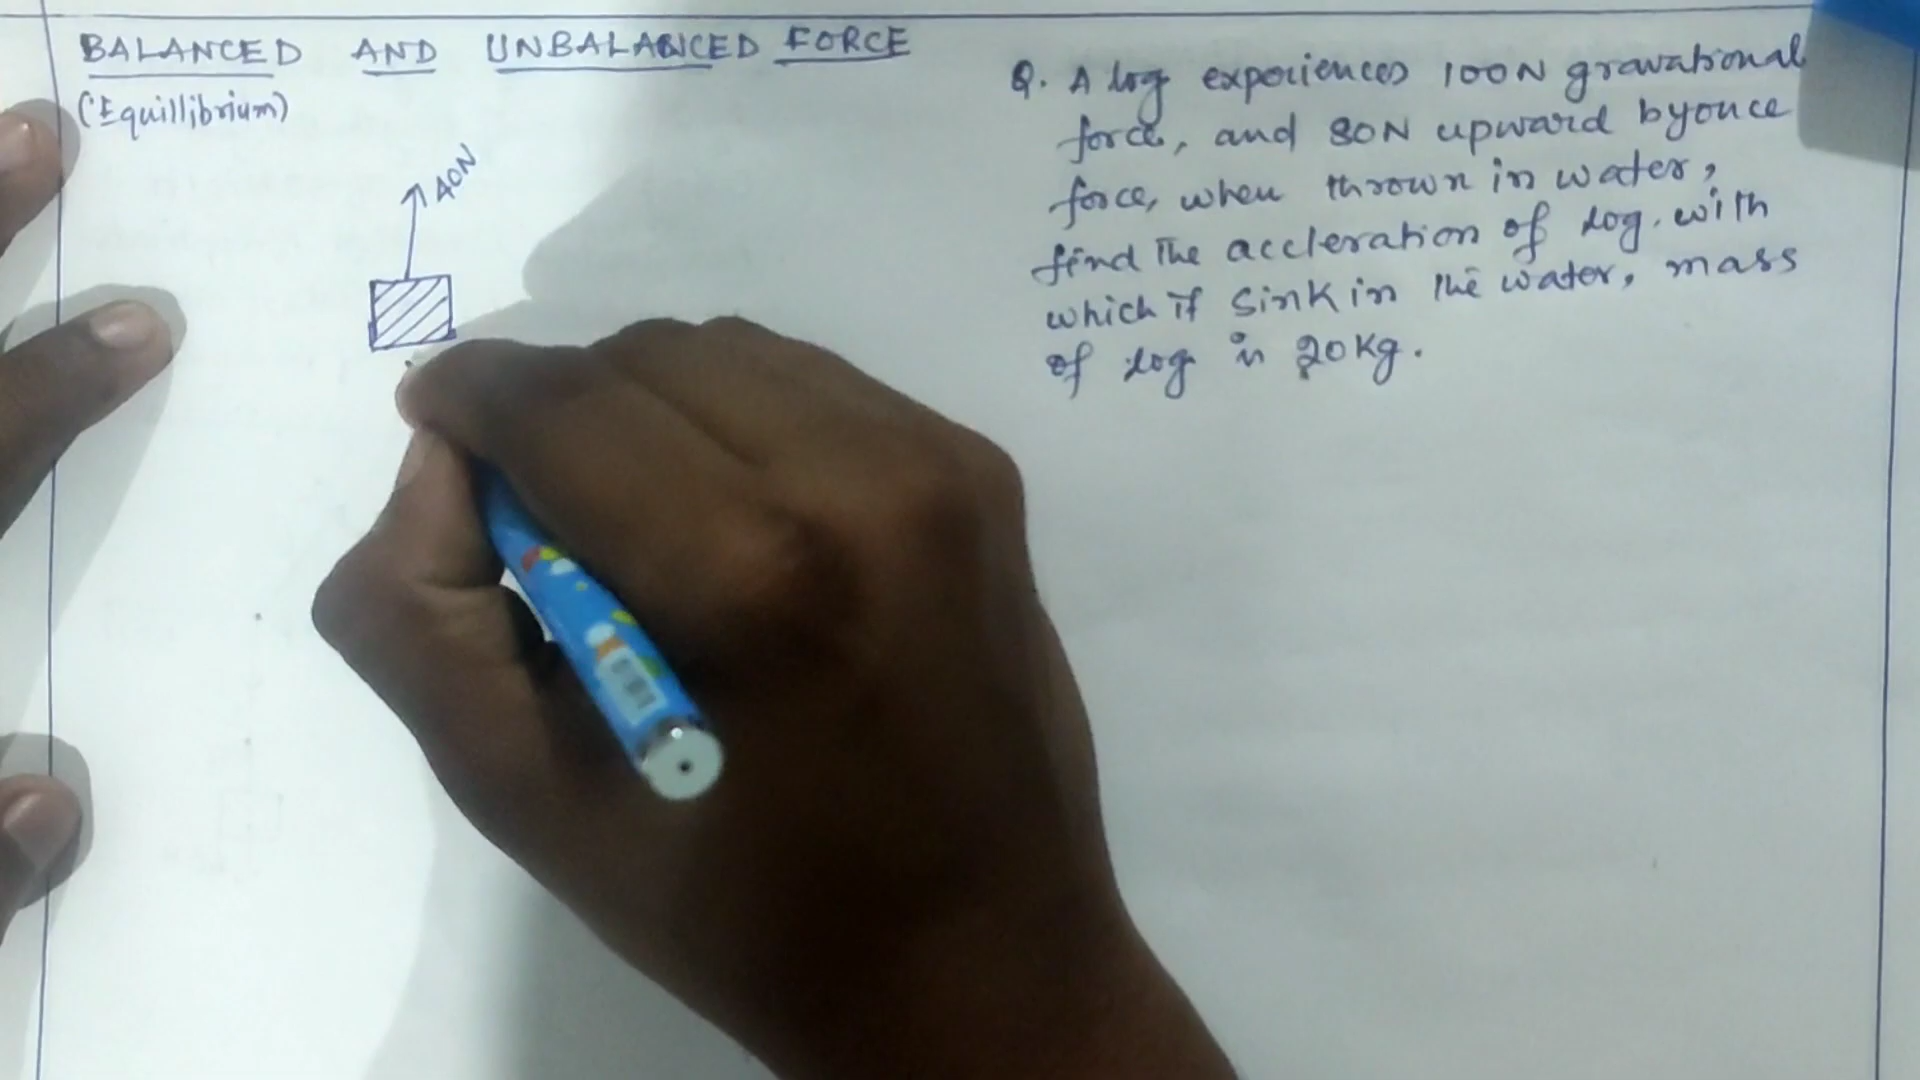 BALANCED AND UNBALANCED FORCE
(Equillibrium)
40N
Q. A log experiences 100N gravational
force, and 80N upward byouce
force, when thrown in water,
find The accleration of log. with
which it sink in the water, mass
of log is 20Kg.